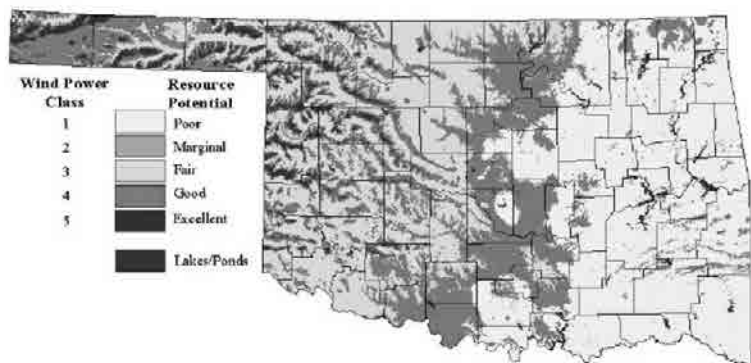 Wind Power Class
Resource Potential
1 Poor
2 Marginal
3 Fair
4 Good
5 Excellent
Lakes/Ponds